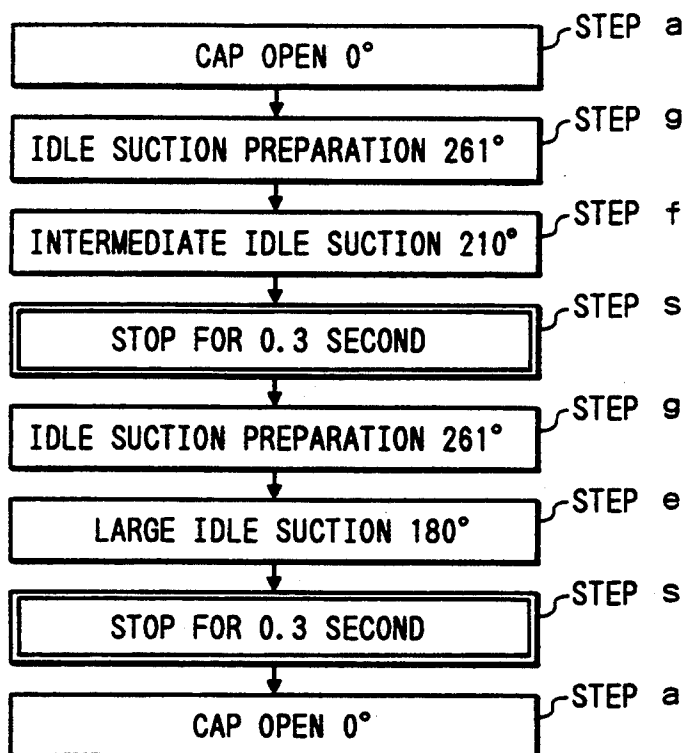 CAP OPEN 0° STEP a
IDLE SUCTION PREPARATION 261° STEP g
INTERMEDIATE IDLE SUCTION 210° STEP f
STOP FOR 0.3 SECOND STEP s
IDLE SUCTION PREPARATION 261° STEP g
LARGE IDLE SUCTION 180° STEP e
STOP FOR 0.3 SECOND STEP s
CAP OPEN 0° STEP a